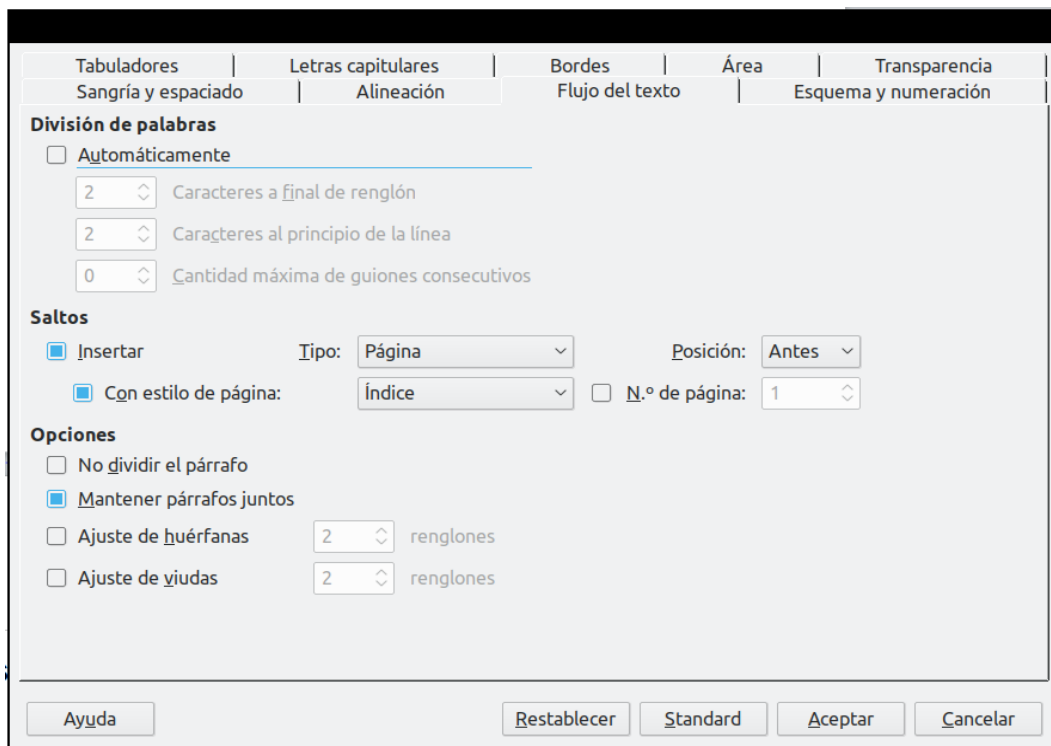 Tabuladores Letras capitulares Bordes Área Transparencia
Sangría y espaciado Alineación Flujo del texto Esquema y numeración
División de palabras
Automáticamente
2 Caracteres a final de renglón
2 Caracteres al principio de la línea
0 Cantidad máxima de guiones consecutivos
Saltos
Insertar Tipo: Página Posición: Antes
Con estilo de página: Índice N.º de página: 1
Opciones
No dividir el párrafo
Mantener párrafos juntos
Ajuste de huérfanas 2 renglones
Ajuste de viudas 2 renglones
Ayuda Restablecer Standard Aceptar Cancelar